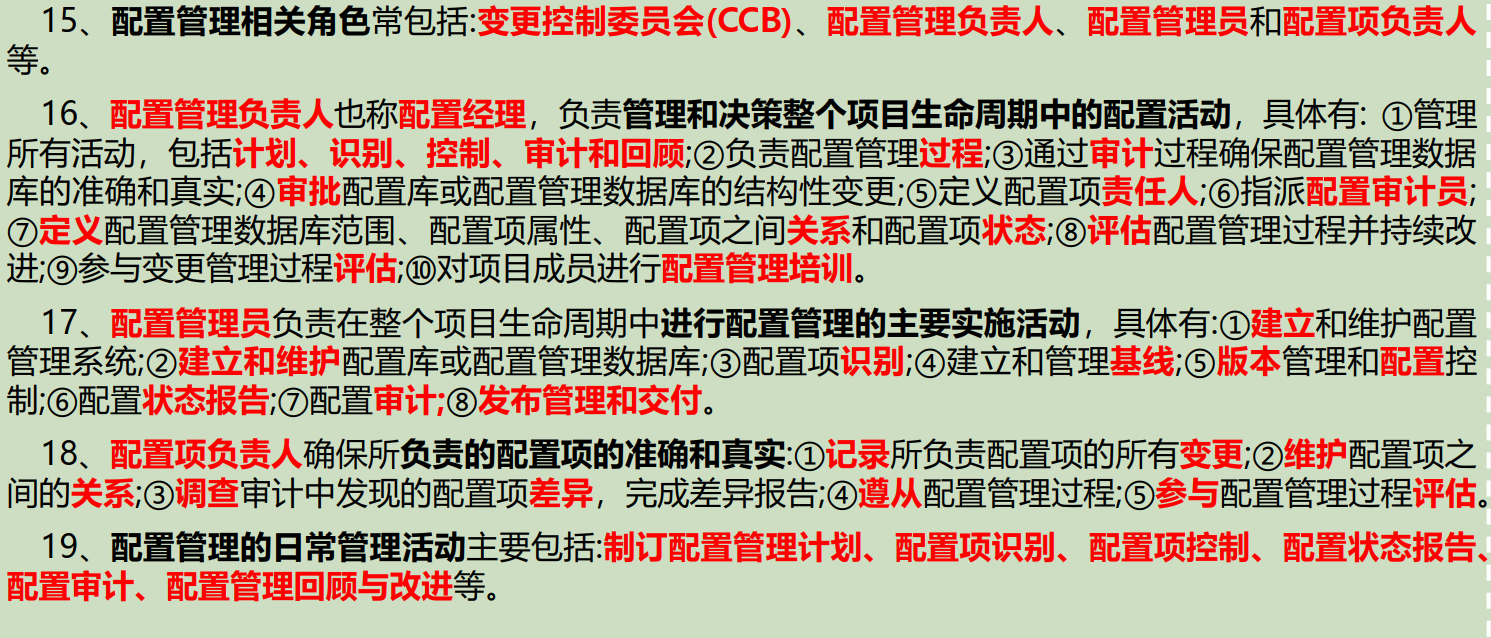 15、配置管理相关角色常包括:变更控制委员会(CCB)、配置管理负责人、配置管理员和配置项负责人
等。
16、配置管理负责人也称配置经理，负责管理和决策整个项目生命周期中的配置活动，具体有: ①管理
所有活动，包括计划、识别、控制、审计和回顾;②负责配置管理过程;③通过审计过程确保配置管理数据
库的准确和真实;④审批配置库或配置管理数据库的结构性变更;⑤定义配置项责任人;⑥指派配置审计员;
⑦定义配置管理数据库范围、配置项属性、配置项之间关系和配置项状态;⑧评估配置管理过程并持续改
进;⑨参与变更管理过程评估;⑩对项目成员进行配置管理培训。
17、配置管理员负责在整个项目生命周期中进行配置管理的主要实施活动，具体有:①建立和维护配置
管理系统;②建立和维护配置库或配置管理数据库;③配置项识别;④建立和管理基线;⑤版本管理和配置控
制;⑥配置状态报告;⑦配置审计;⑧发布管理和交付。
18、配置项负责人确保所负责的配置项的准确和真实:①记录所负责配置项的所有变更;②维护配置项之
间的关系;③调查审计中发现的配置项差异，完成差异报告;④遵从配置管理过程;⑤参与配置管理过程评估。
19、配置管理的日常管理活动主要包括:制订配置管理计划、配置项识别、配置项控制、配置状态报告、
配置审计、配置管理回顾与改进等。